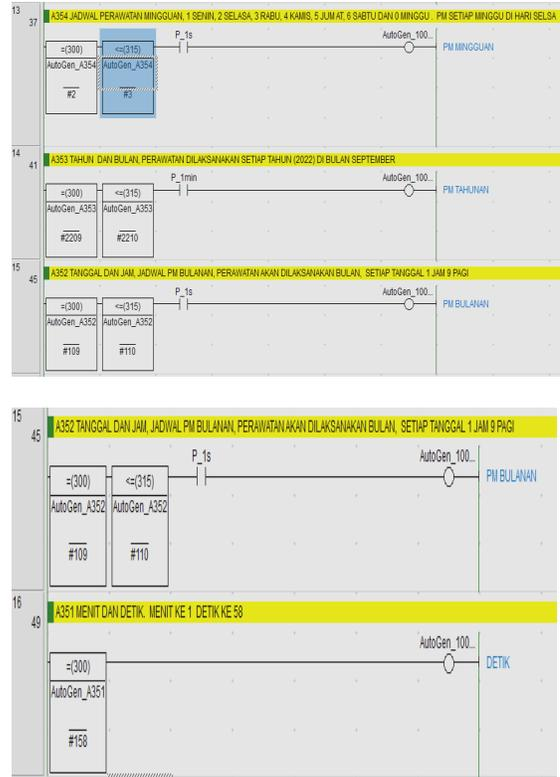 13
37
A354 JADWAL PERAWATAN MINGGUAN, 1 SENIN, 2 SELASA, 3 RABU, 4 KAMIS, 5 JUM AT, 6 SABTU DAN 0 MINGGU . PM SETIAP MINGGU DI HARI SELSA
P_1s
AutoGen_100...
=(300) <=(315)
PM MINGGUAN
AutoGen_A354 AutoGen_A354
#2 #3
14
41
A353 TAHUN DAN BULAN, PERAWATAN DILAKSANAKAN SETIAP TAHUN (2022) DI BULAN SEPTEMBER
P_1min
AutoGen_100...
=(300) <=(315)
PM TAHUNAN
AutoGen_A353 AutoGen_A353
#2209 #2210
15
45
A352 TANGGAL DAN JAM, JADWAL PM BULANAN, PERAWATAN AKAN DILAKSANAKAN BULAN, SETIAP TANGGAL 1 JAM 9 PAGI
P_1s
AutoGen_100...
=(300) <=(315)
PM BULANAN
AutoGen_A352 AutoGen_A352
#109 #110
15
45
A352 TANGGAL DAN JAM, JADWAL PM BULANAN, PERAWATAN AKAN DILAKSANAKAN BULAN, SETIAP TANGGAL 1 JAM 9 PAGI
P_1s
AutoGen_100...
=(300) <=(315)
PM BULANAN
AutoGen_A352 AutoGen_A352
#109 #110
16
49
A351 MENIT DAN DETIK. MENIT KE 1 DETIK KE 58
AutoGen_100...
=(300)
DETIK
AutoGen_A351
#158